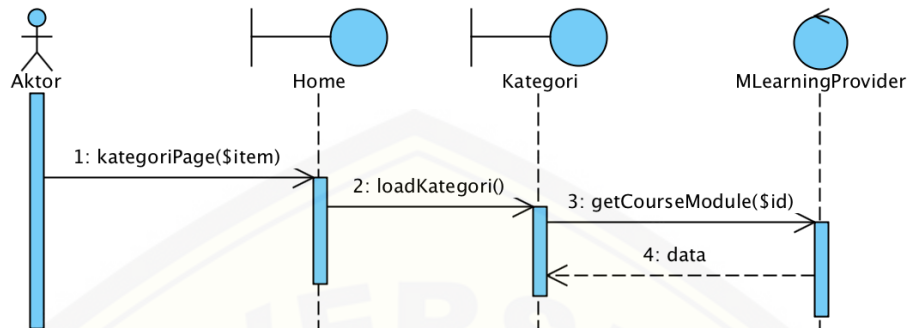 Aktor
Home
Kategori
MLearningProvider
1: kategoriPage($item)
2: loadKategori()
3: getCourseModule($id)
4: data